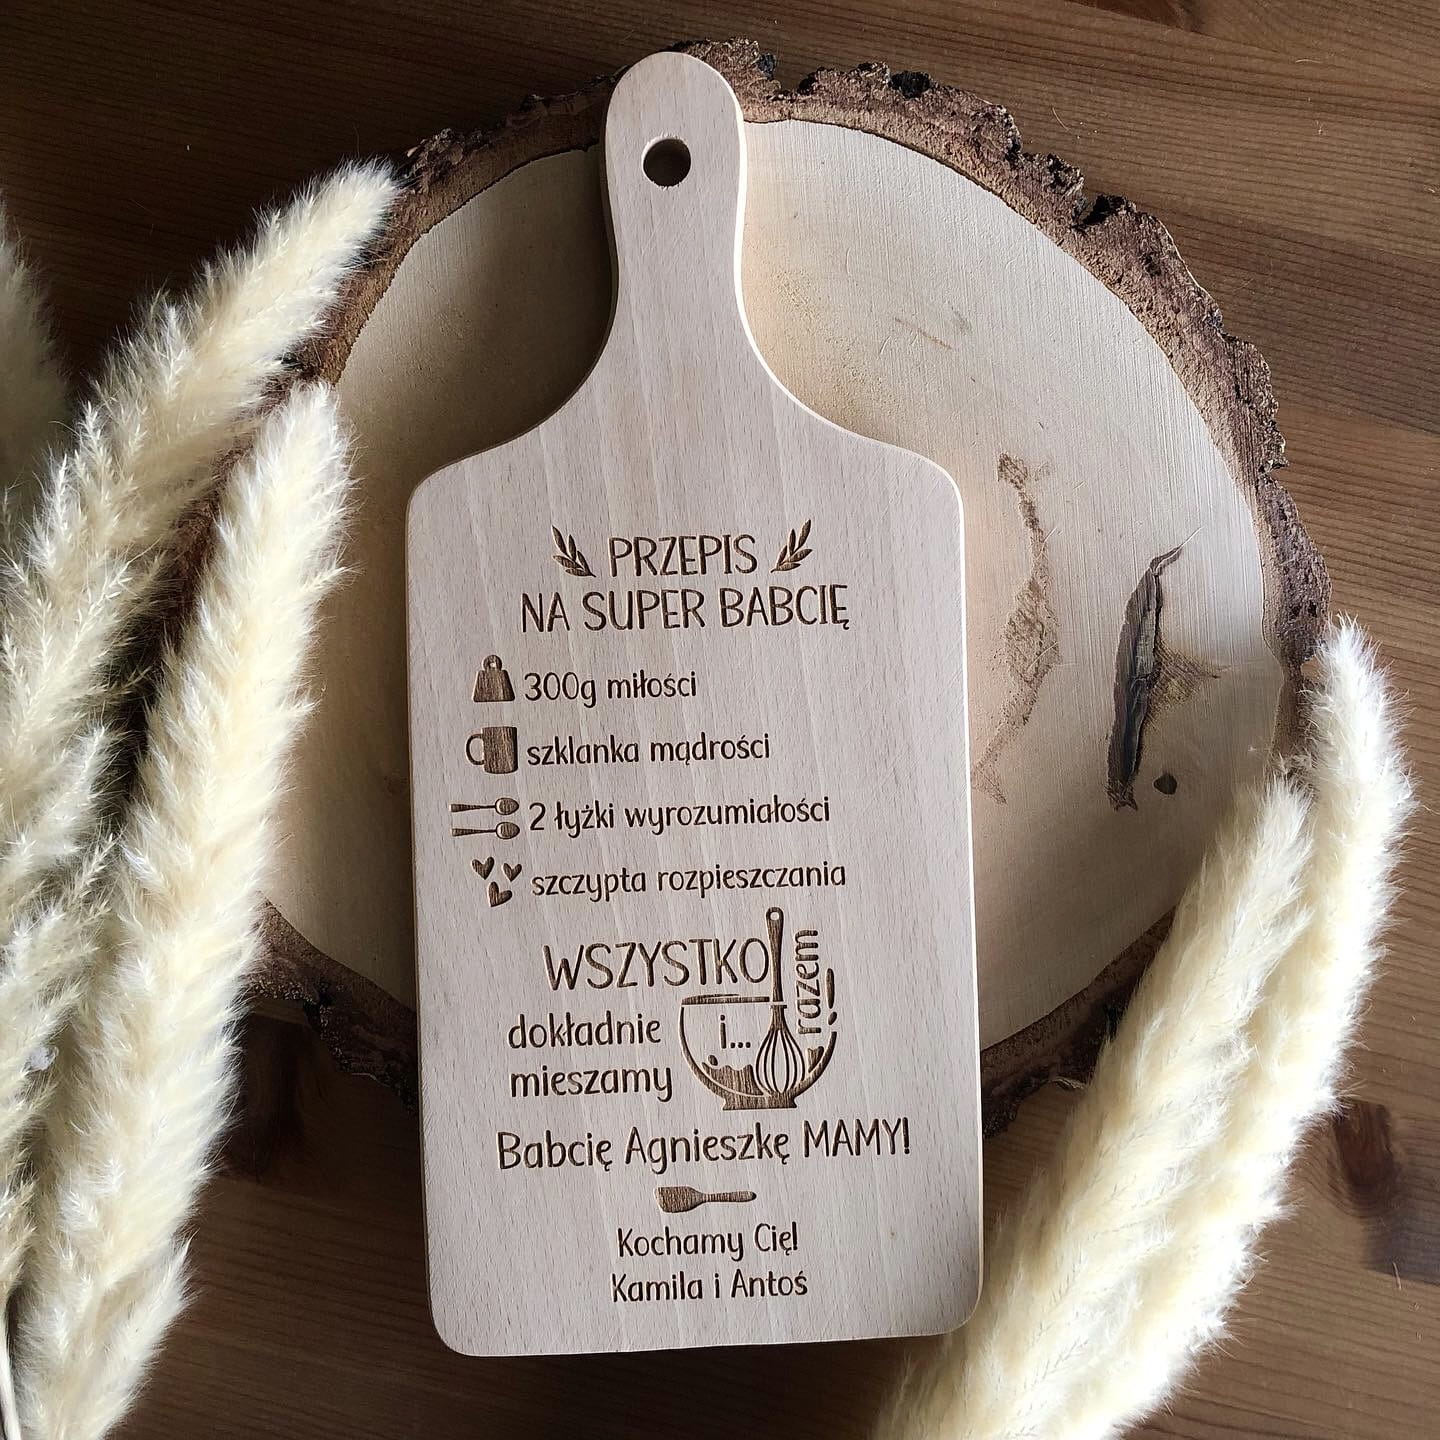 PRZEPIS
NA SUPER BABCIĘ
300g miłości
szklanka mądrości
2 łyżki wyrozumiałości
szczypta rozpieszczania
WSZYSTKO
razem!
dokładnie
mieszamy
i...
Babcię Agnieszkę MAMY!
Kochamy Cię!
Kamila i Antoś